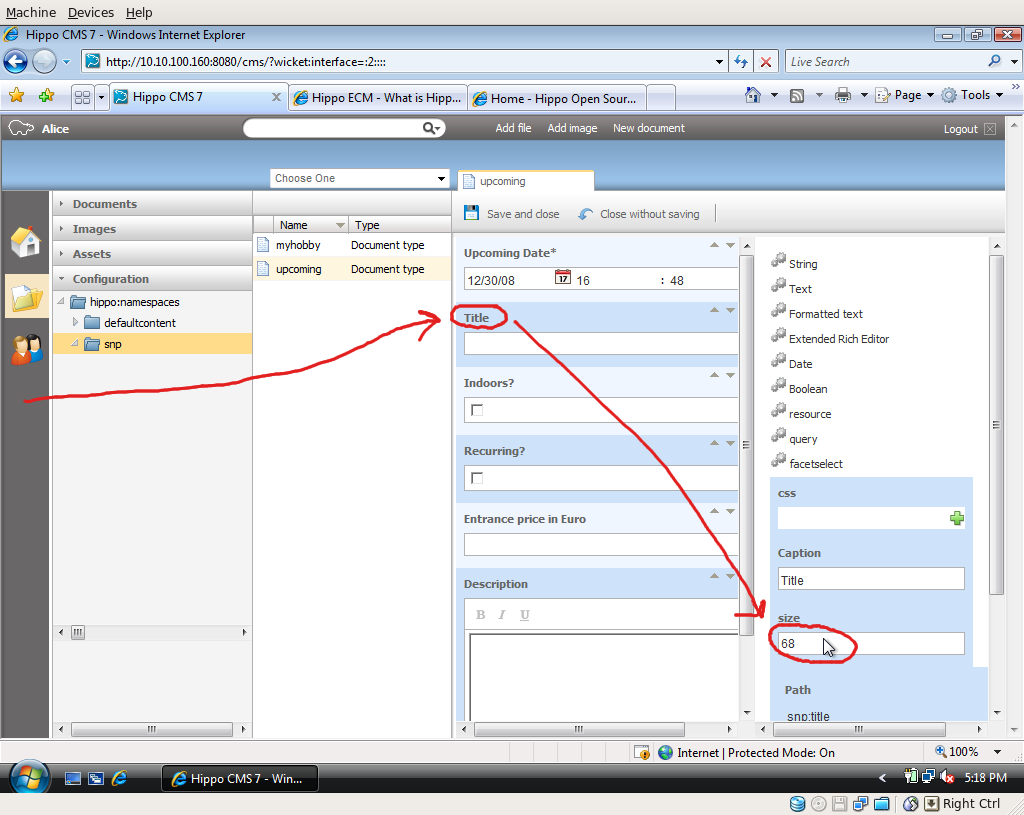 Machine Devices Help
Hippo CMS 7 - Windows Internet Explorer
http://10.10.100.160:8080/cms/?wicket:interface=:2::::
Live Search
Hippo CMS 7
Hippo ECM - What is Hipp...
Home - Hippo Open Sour...
Page
Tools
Alice
Add file Add image New document
Logout
Choose One
upcoming
Documents
Images
Assets
Configuration
hippo:namespaces
defaultcontent
snp
Name Type
myhobby Document type
upcoming Document type
Save and close Close without saving
Upcoming Date*
12/30/08 17 16 : 48
Title
Indoors?
Recurring?
Entrance price in Euro
Description
B I U
String
Text
Formatted text
Extended Rich Editor
Date
Boolean
resource
query
facetselect
css
Caption
Title
size
68
Path
snp:title
Internet | Protected Mode: On
100%
Hippo CMS 7 - Win...
5:18 PM
Right Ctrl